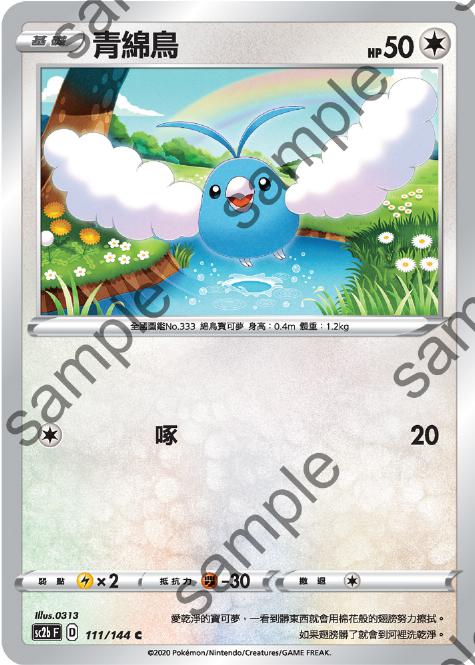 基礎 青綿鳥 HP50
全國圖鑑No.333 綿鳥寶可夢 身高：0.4m 體重：1.2kg
啄 20
弱點 ×2 抵抗力 -30 撤退
Illus.0313
sc2b F D 111/144 C
愛乾淨的寶可夢，一看到髒東西就會用棉花般的翅膀努力擦拭。
如果翅膀髒了就會到河裡洗乾淨。
©2020 Pokémon/Nintendo/Creatures/GAME FREAK.
sample
sample
sample
sample
sample
sample
sample